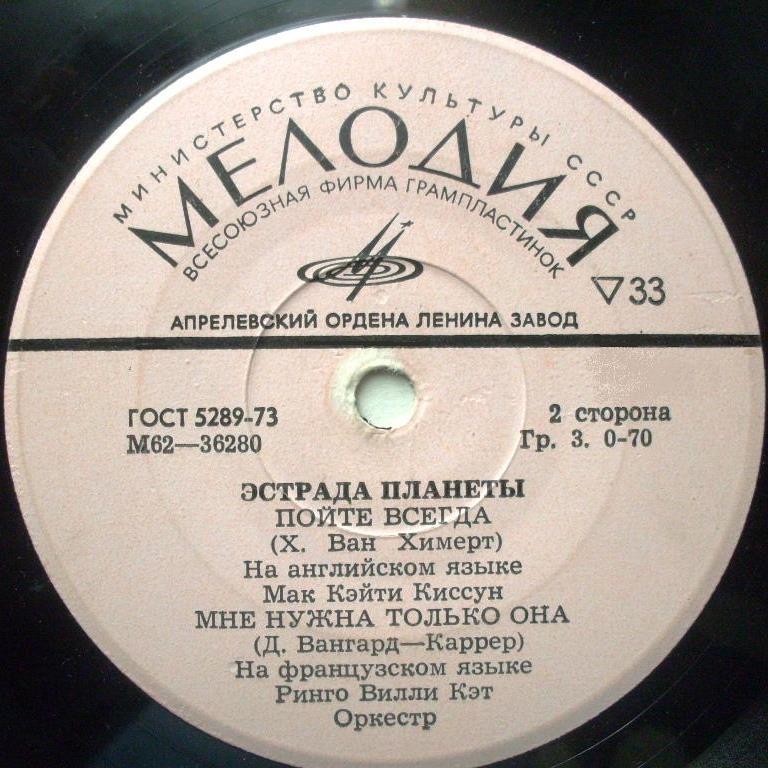 МИНИСТЕРСТВО КУЛЬТУРЫ СССР
МЕЛОДИЯ
ВСЕСОЮЗНАЯ ФИРМА ГРАМПЛАСТИНОК
33
АПРЕЛЕВСКИЙ ОРДЕНА ЛЕНИНА ЗАВОД
ГОСТ 5289-73
2 сторона
М62—36280
Гр. 3. 0-70
ЭСТРАДА ПЛАНЕТЫ
ПОЙТЕ ВСЕГДА
(Х. Ван Химерт)
На английском языке
Мак Кэйти Киссун
МНЕ НУЖНА ТОЛЬКО ОНА
(Д. Вангард—Каррер)
На французском языке
Ринго Вилли Кэт
Оркестр